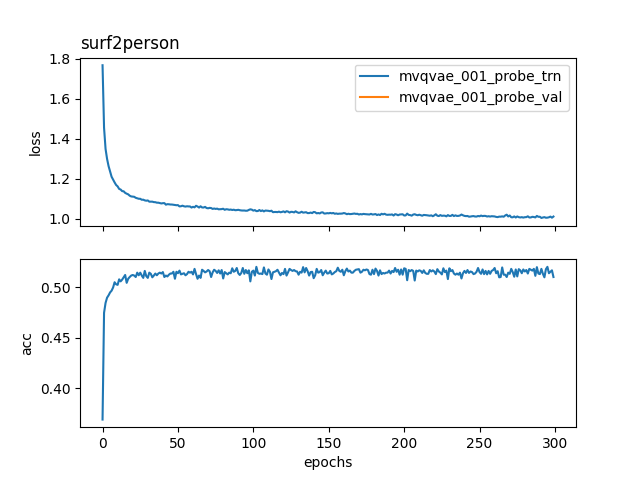 surf2person
1.8
1.6
1.4
1.2
1.0
loss
mvqvae_001_probe_trn
mvqvae_001_probe_val
0.50
0.45
0.40
acc
0 50 100 150 200 250 300
epochs